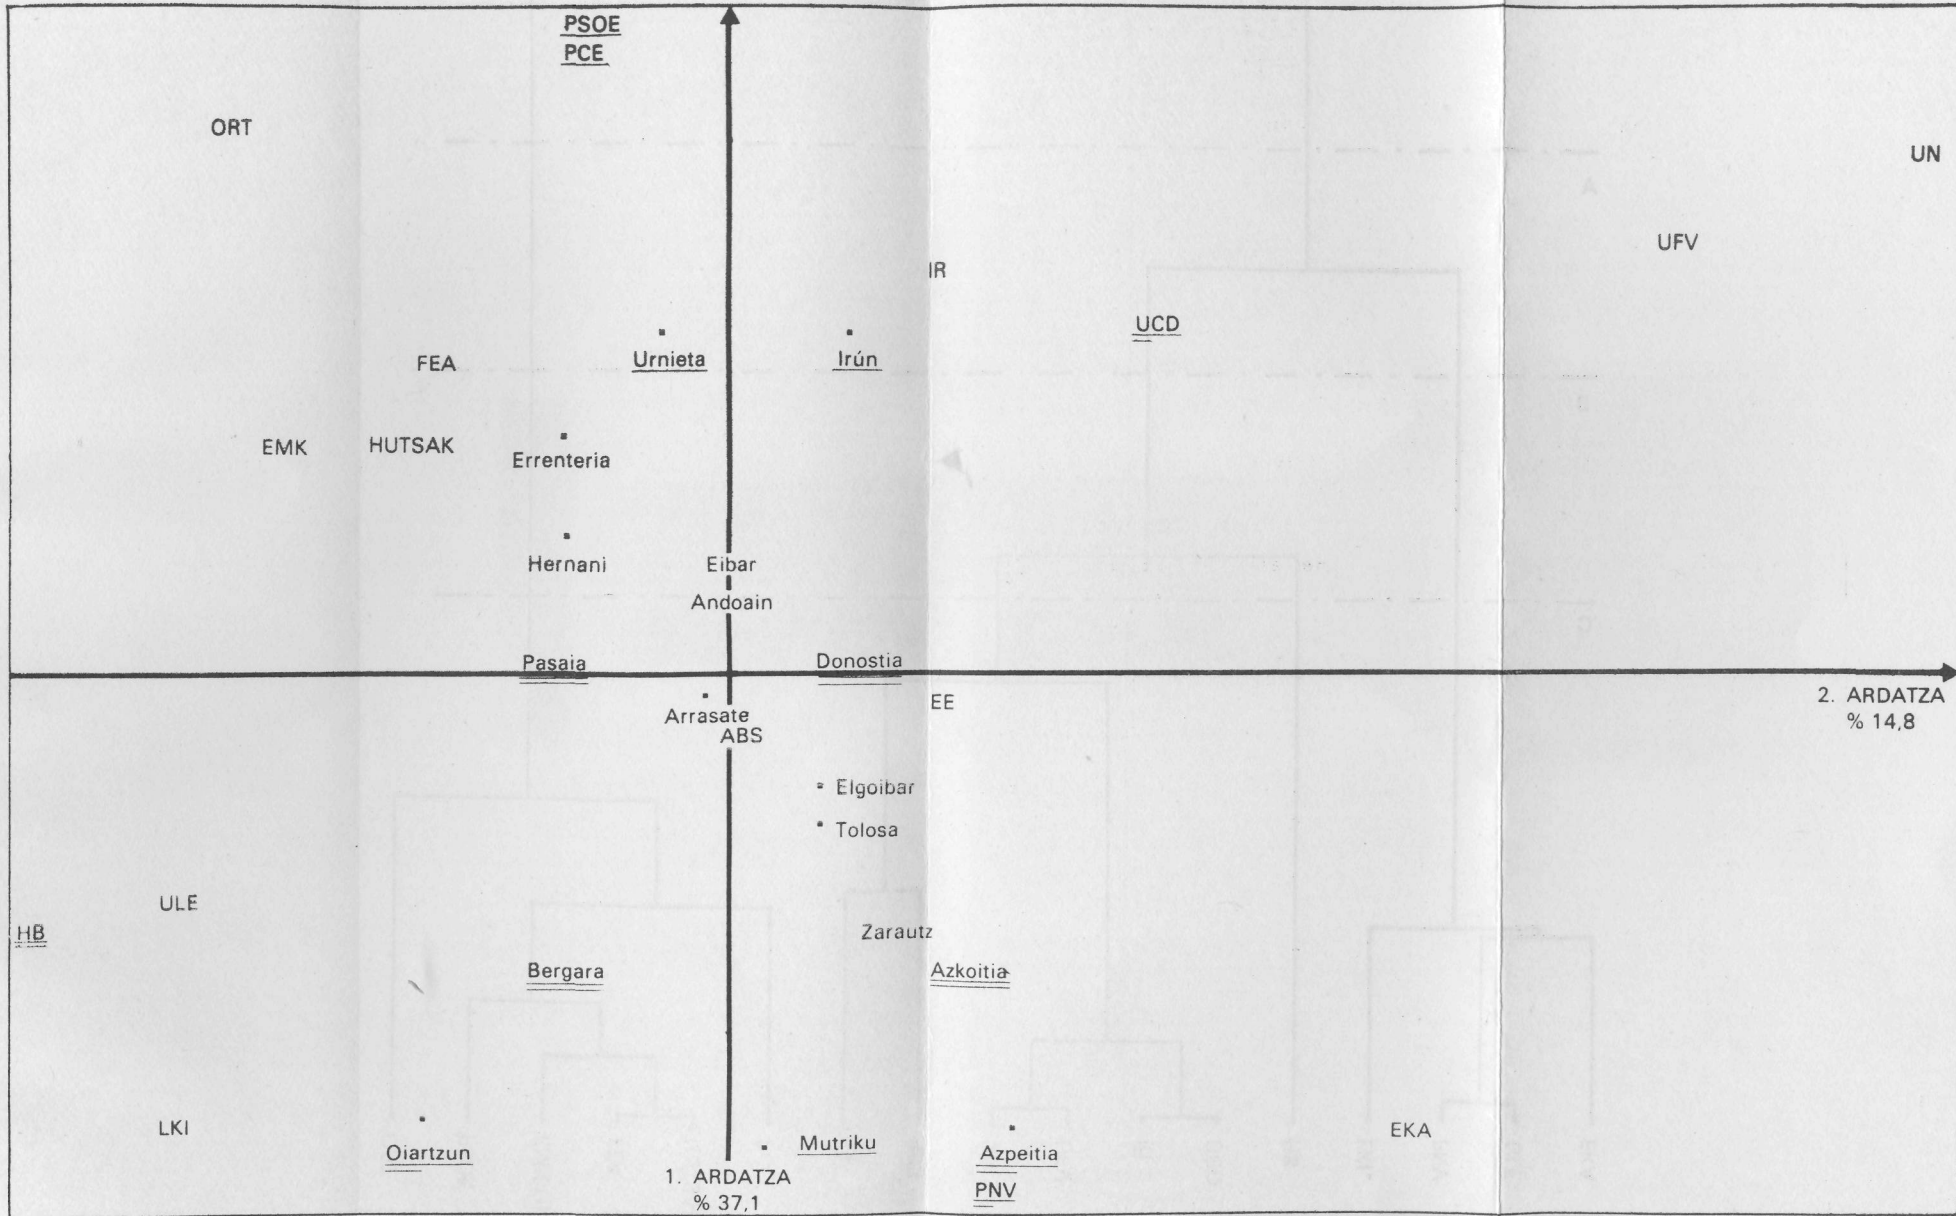 PSOE
PCE
ORT
UN
UFV
IR
UCD
Urnieta
Irún
FEA
EMK
HUTSAK
Errenteria
Hernani
Eibar
Andoain
Pasaia
Donostia
EE
2. ARDATZA
% 14,8
Arrasate
ABS
Elgoibar
Tolosa
ULE
HB
Zarautz
Bergara
Azkoitia
LKI
EKA
Oiartzun
Mutriku
Azpeitia
1. ARDATZA
% 37,1
PNV